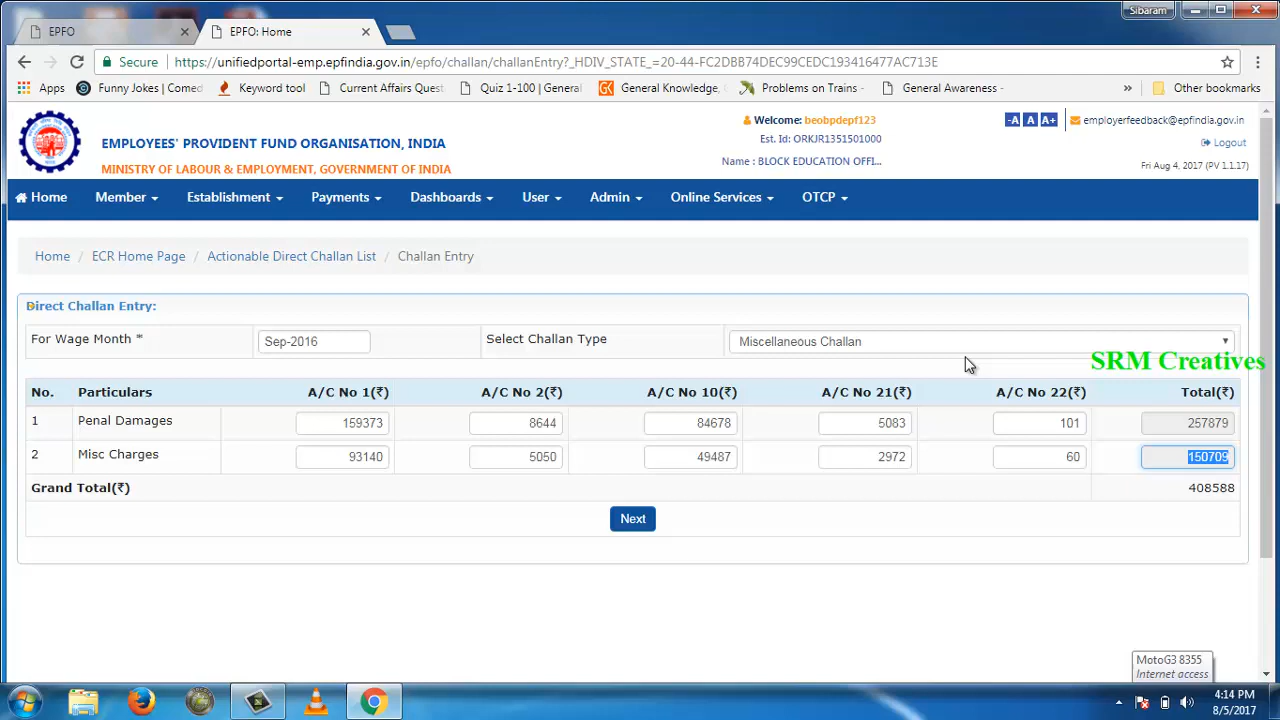 Sibaram
EPFO
EPFO: Home
Secure https://unifiedportal-emp.epfindia.gov.in/epfo/challan/challanEntry?_HDIV_STATE_=20-44-FC2DBB74DEC99CEDC193416477AC713E
Apps Funny Jokes | Comed Keyword tool Current Affairs Quest Quiz 1-100 | General General Knowledge, Problems on Trains - General Awareness - » Other bookmarks
EMPLOYEES' PROVIDENT FUND ORGANISATION, INDIA
MINISTRY OF LABOUR & EMPLOYMENT, GOVERNMENT OF INDIA
Welcome: beobpdepf123
Est. Id: ORKJR1351501000
Name : BLOCK EDUCATION OFFI...
-A A A+ employerfeedback@epfindia.gov.in
Logout
Fri Aug 4, 2017 (PV 1.1.17)
Home Member Establishment Payments Dashboards User Admin Online Services OTCP
Home / ECR Home Page / Actionable Direct Challan List / Challan Entry
Direct Challan Entry:
For Wage Month * Sep-2016 Select Challan Type Miscellaneous Challan
SRM Creatives
No. Particulars A/C No 1(₹) A/C No 2(₹) A/C No 10(₹) A/C No 21(₹) A/C No 22(₹) Total(₹)
1 Penal Damages 159373 8644 84678 5083 101 257879
2 Misc Charges 93140 5050 49487 2972 60 150709
Grand Total(₹) 408588
Next
MotoG3 8355
Internet access
4:14 PM
8/5/2017